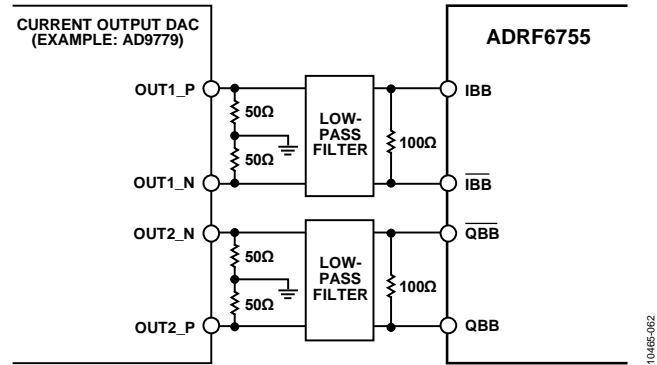 CURRENT OUTPUT DAC
(EXAMPLE: AD9779)
ADRF6755
OUT1_P
IBB
50Ω
LOW-
PASS
FILTER
100Ω
50Ω
OUT1_N
IBB
OUT2_N
QBB
50Ω
LOW-
PASS
FILTER
100Ω
50Ω
OUT2_P
QBB
10465-062